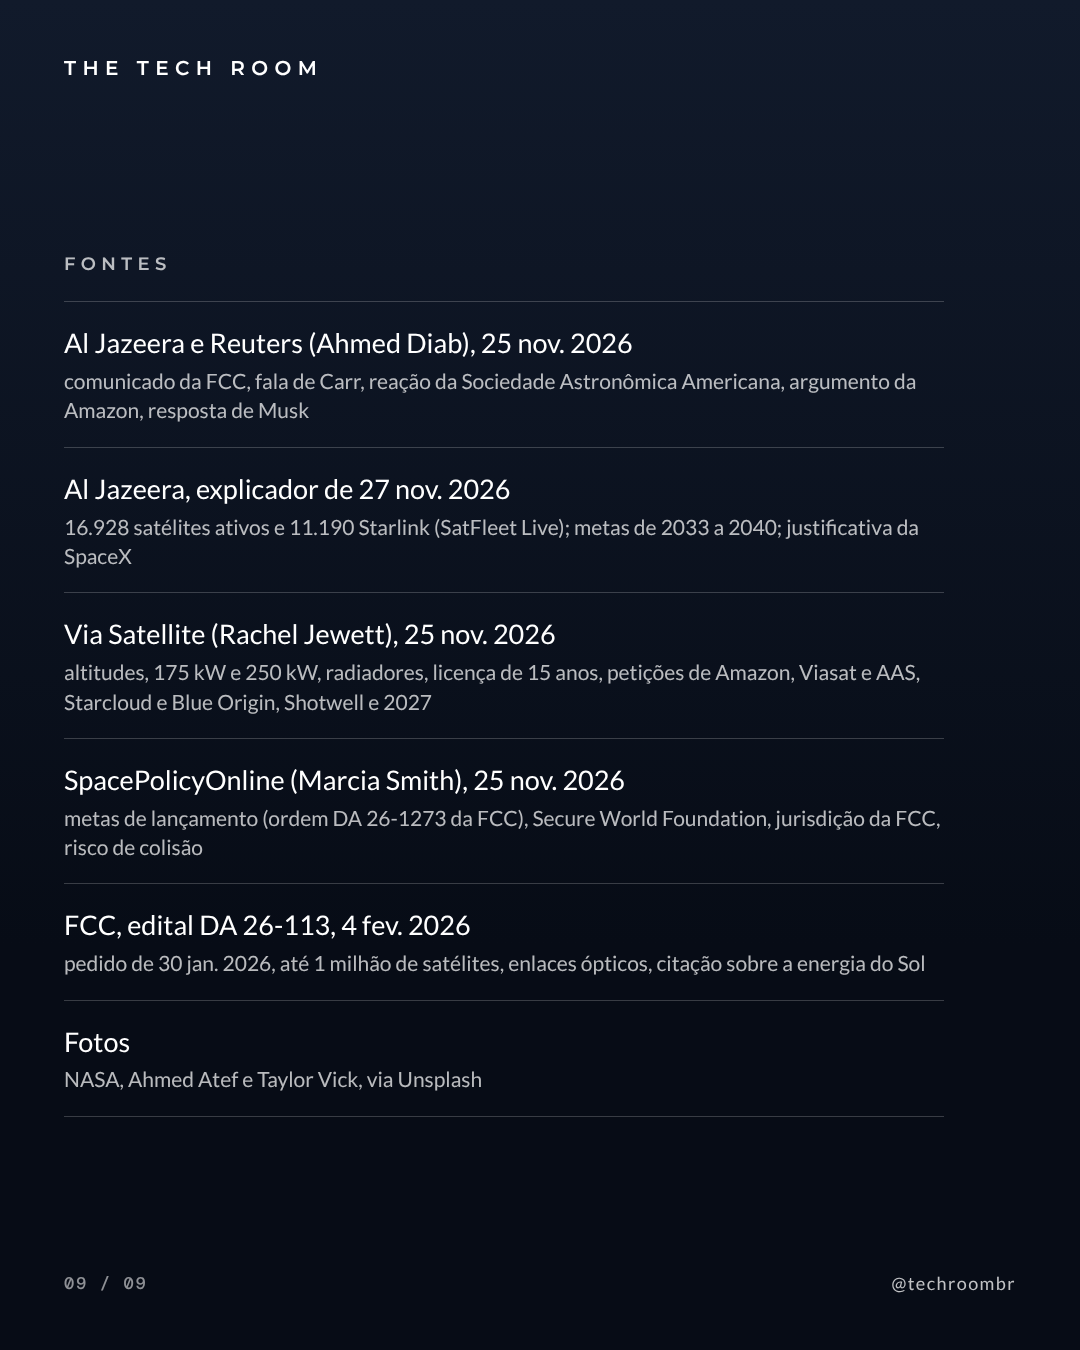 THE TECH ROOM
FONTES
Al Jazeera e Reuters (Ahmed Diab), 25 nov. 2026
comunicado da FCC, fala de Carr, reação da Sociedade Astronômica Americana, argumento da
Amazon, resposta de Musk
Al Jazeera, explicador de 27 nov. 2026
16.928 satélites ativos e 11.190 Starlink (SatFleet Live); metas de 2033 a 2040; justificativa da
SpaceX
Via Satellite (Rachel Jewett), 25 nov. 2026
altitudes, 175 kW e 250 kW, radiadores, licença de 15 anos, petições de Amazon, Viasat e AAS,
Starcloud e Blue Origin, Shotwell e 2027
SpacePolicyOnline (Marcia Smith), 25 nov. 2026
metas de lançamento (ordem DA 26-1273 da FCC), Secure World Foundation, jurisdição da FCC,
risco de colisão
FCC, edital DA 26-113, 4 fev. 2026
pedido de 30 jan. 2026, até 1 milhão de satélites, enlaces ópticos, citação sobre a energia do Sol
Fotos
NASA, Ahmed Atef e Taylor Vick, via Unsplash
09 / 09
@techroombr